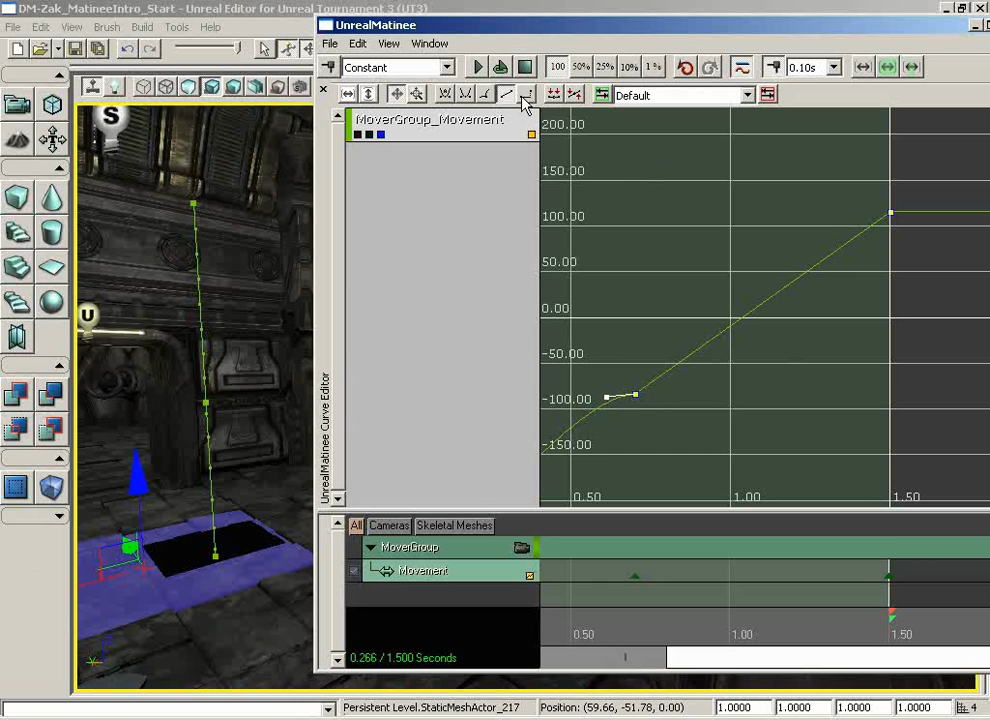 DM-Zak_MatineeIntro_Start - Unreal Editor for Unreal Tournament 3 (UT3)
File Edit View Brush Build Tools Help
UnrealMatinee
File Edit View Window
Constant 100 50% 25% 10% 1% 0.10s
Default
S
U
MoverGroup_Movement
200.00
150.00
100.00
50.00
0.00
-50.00
-100.00
-150.00
0.50 1.00 1.50
UnrealMatinee Curve Editor
All Cameras Skeletal Meshes
MoverGroup
Movement
0.50 1.00 1.50
0.266 / 1.500 Seconds
Persistent Level.StaticMeshActor_217 Position: (59.66, -51.78, 0.00) 1.0000 1.0000 1.0000 1.0000 4